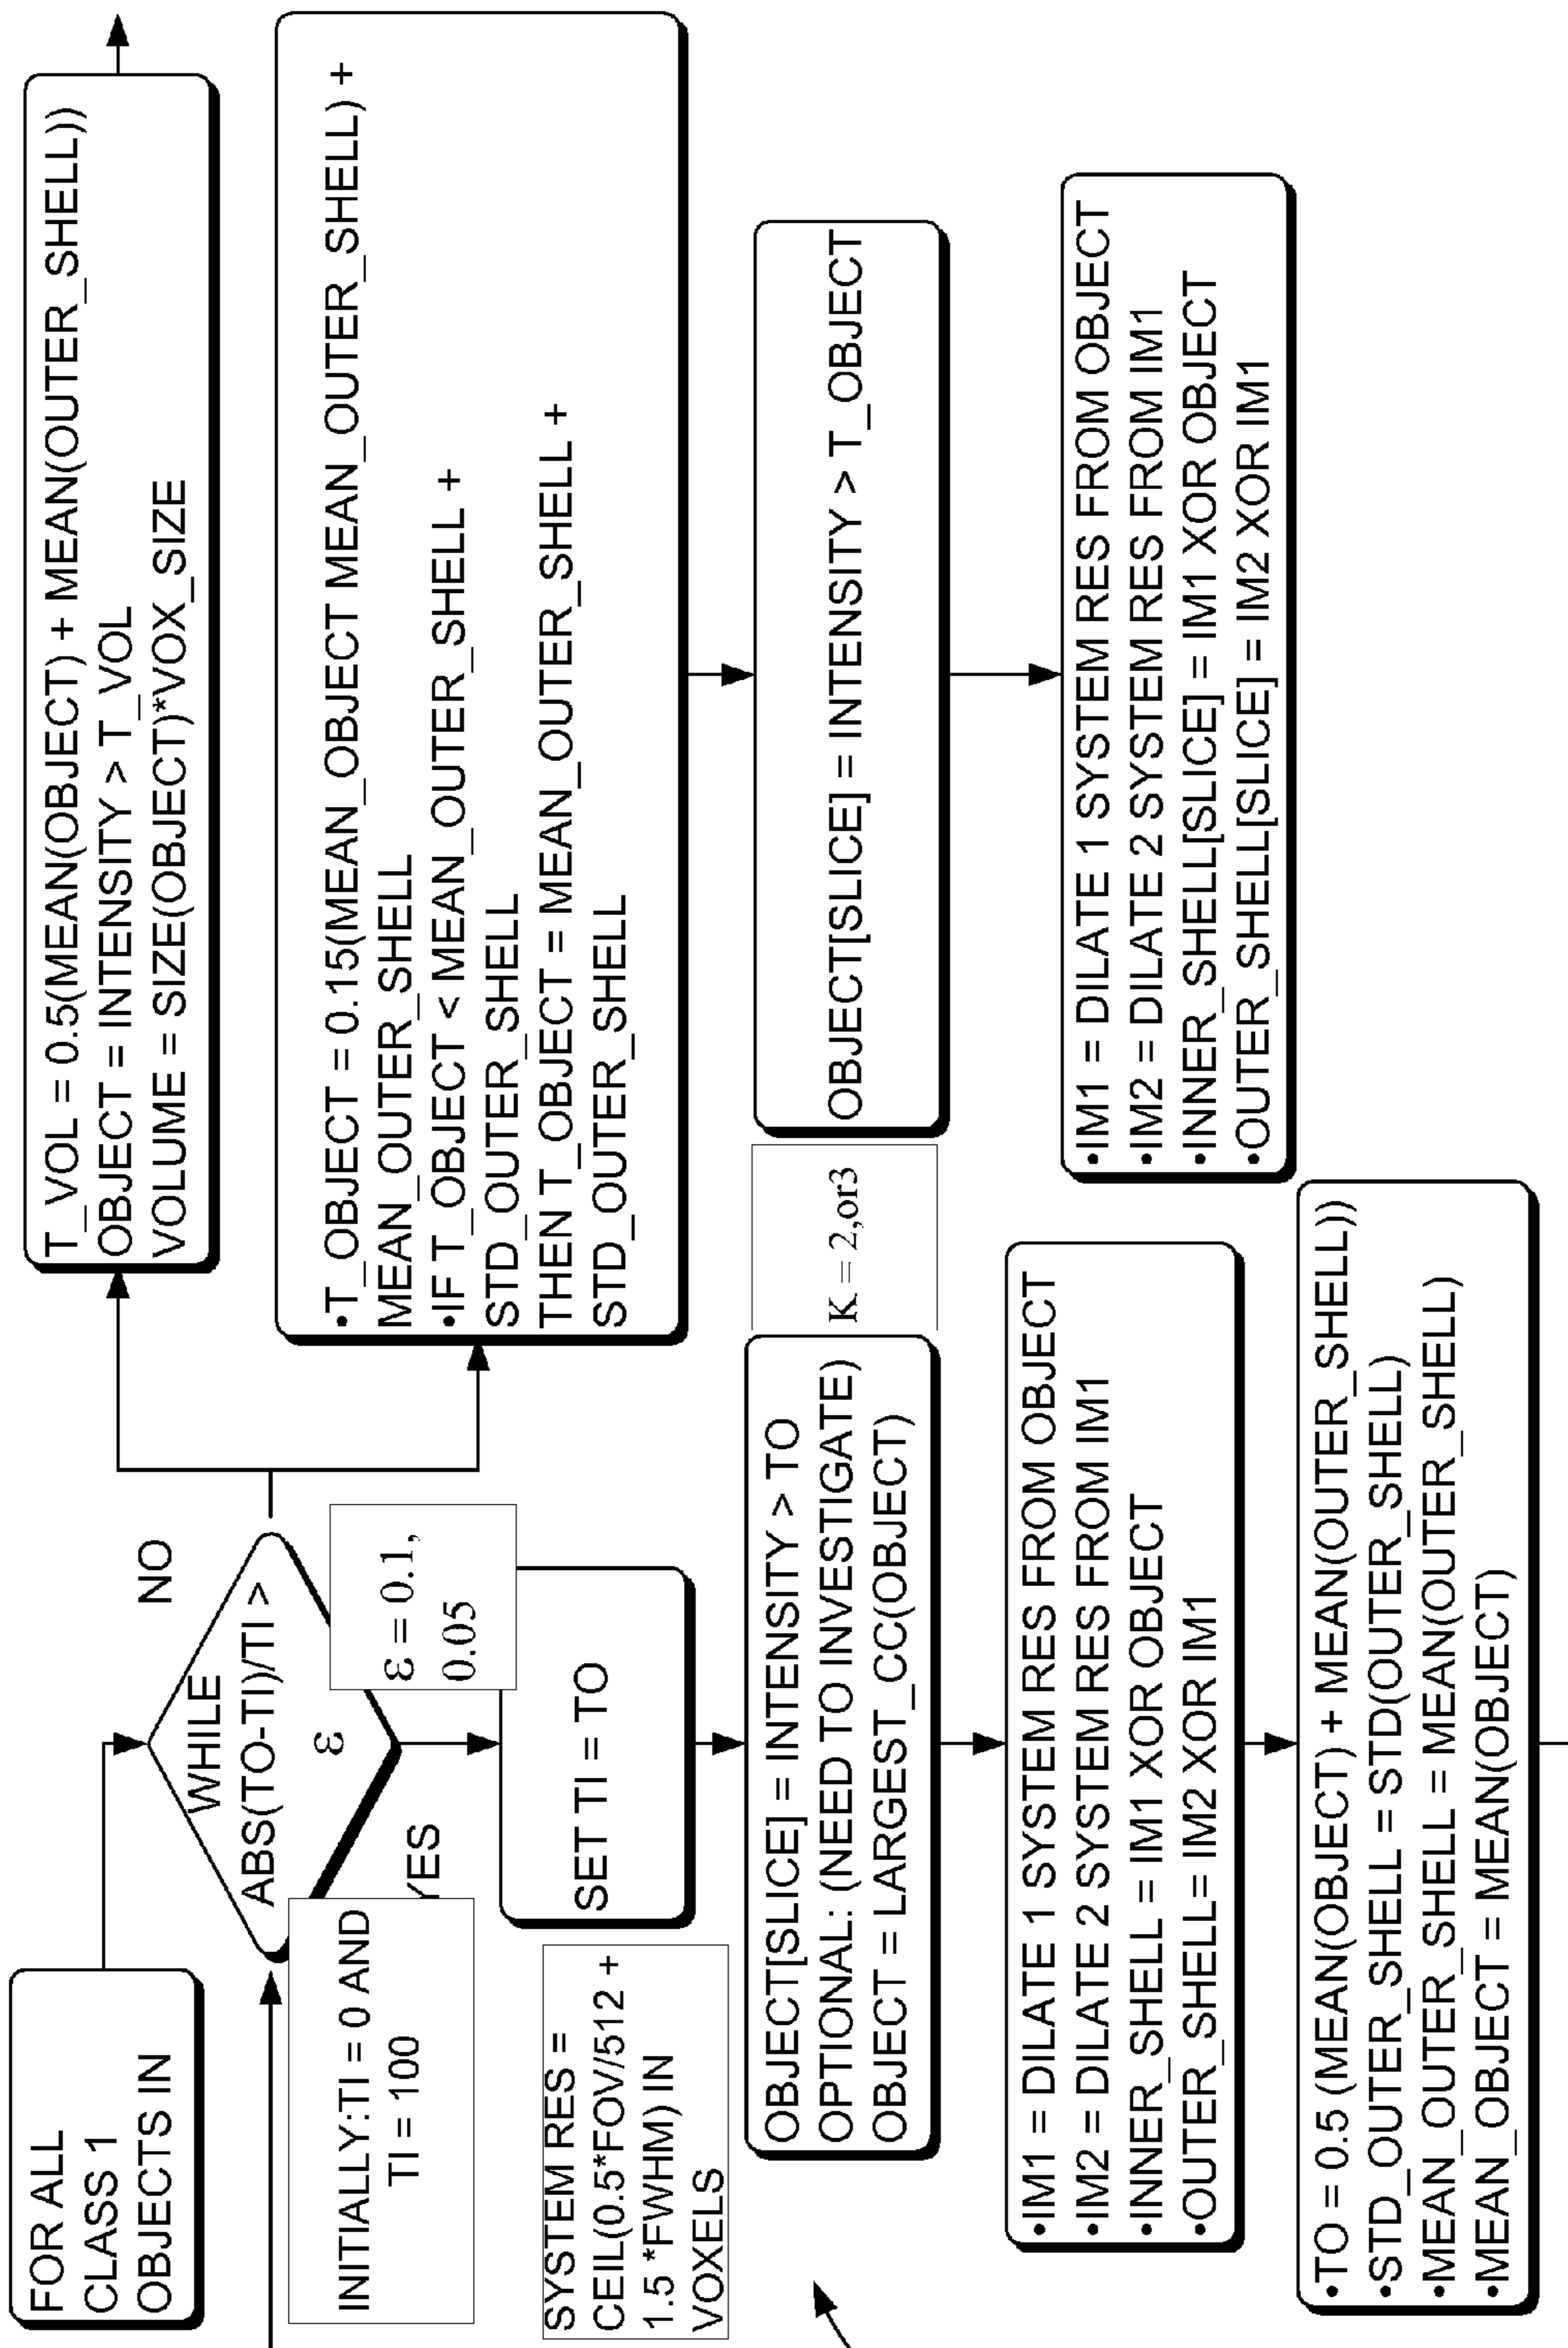 FOR ALL
CLASS 1
OBJECTS IN
WHILE
ABS(TO-TI)/TI >
ε
NO
YES
INITIALLY:TI = 0 AND
TI = 100
ε = 0.1,
0.05
SET TI = TO
SYSTEM RES =
CEIL(0.5*FOV/512 +
1.5 *FWHM) IN
VOXELS
OBJECT[SLICE] = INTENSITY > TO
OPTIONAL: (NEED TO INVESTIGATE)
OBJECT = LARGEST_CC(OBJECT)
•IM1 = DILATE 1 SYSTEM RES FROM OBJECT
•IM2 = DILATE 2 SYSTEM RES FROM IM1
•INNER_SHELL = IM1 XOR OBJECT
•OUTER_SHELL= IM2 XOR IM1
•TO = 0.5 (MEAN(OBJECT) + MEAN(OUTER_SHELL))
•STD_OUTER_SHELL = STD(OUTER_SHELL)
•MEAN_OUTER_SHELL = MEAN(OUTER_SHELL)
•MEAN_OBJECT = MEAN(OBJECT)
T_VOL = 0.5(MEAN(OBJECT) + MEAN(OUTER_SHELL))
OBJECT = INTENSITY > T_VOL
VOLUME = SIZE(OBJECT)*VOX_SIZE
•T_OBJECT = 0.15(MEAN_OBJECT MEAN_OUTER_SHELL) +
MEAN_OUTER_SHELL
•IF T_OBJECT < MEAN_OUTER_SHELL +
STD_OUTER_SHELL
THEN T_OBJECT = MEAN_OUTER_SHELL +
STD_OUTER_SHELL
K = 2,or3
OBJECT[SLICE] = INTENSITY > T_OBJECT
•IM1 = DILATE 1 SYSTEM RES FROM OBJECT
•IM2 = DILATE 2 SYSTEM RES FROM IM1
•INNER_SHELL[SLICE] = IM1 XOR OBJECT
•OUTER_SHELL[SLICE] = IM2 XOR IM1